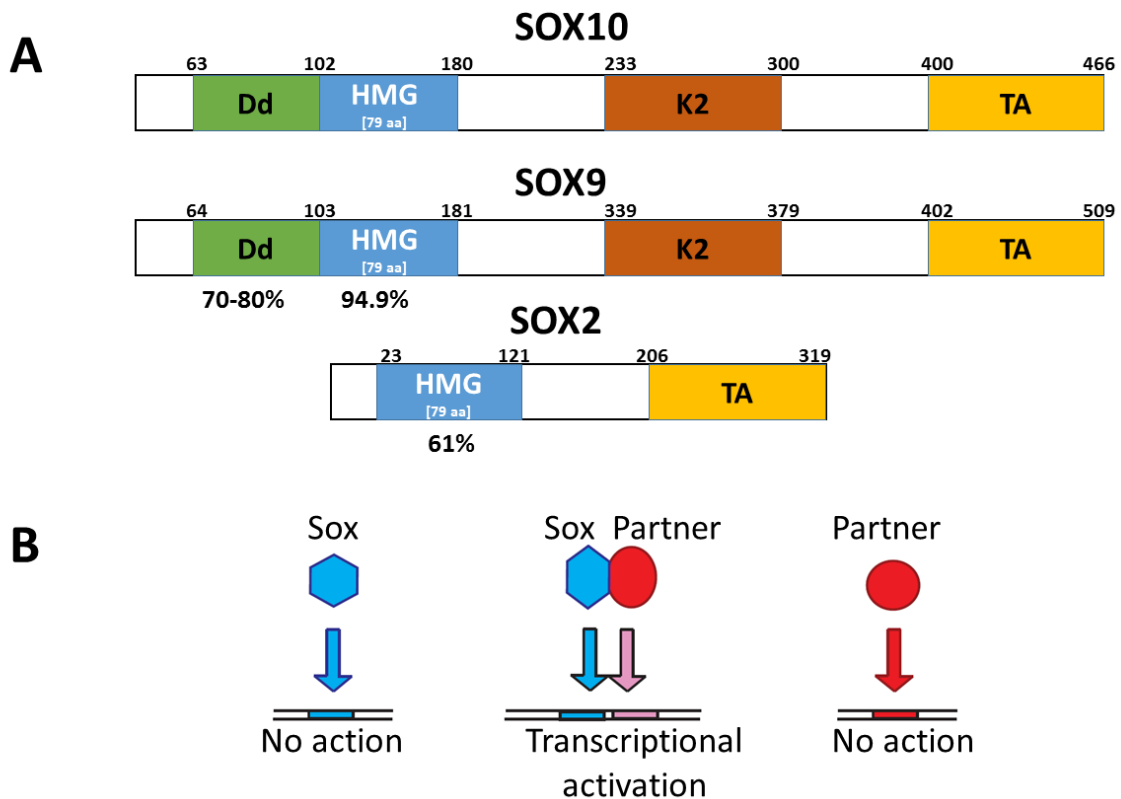 A
SOX10
63 102 180 233 300 400 466
Dd HMG K2 TA
[79 aa]
SOX9
64 103 181 339 379 402 509
Dd HMG K2 TA
[79 aa]
70-80% 94.9%
SOX2
23 121 206 319
HMG TA
[79 aa]
61%
B
Sox Sox Partner Partner
No action Transcriptional No action
activation